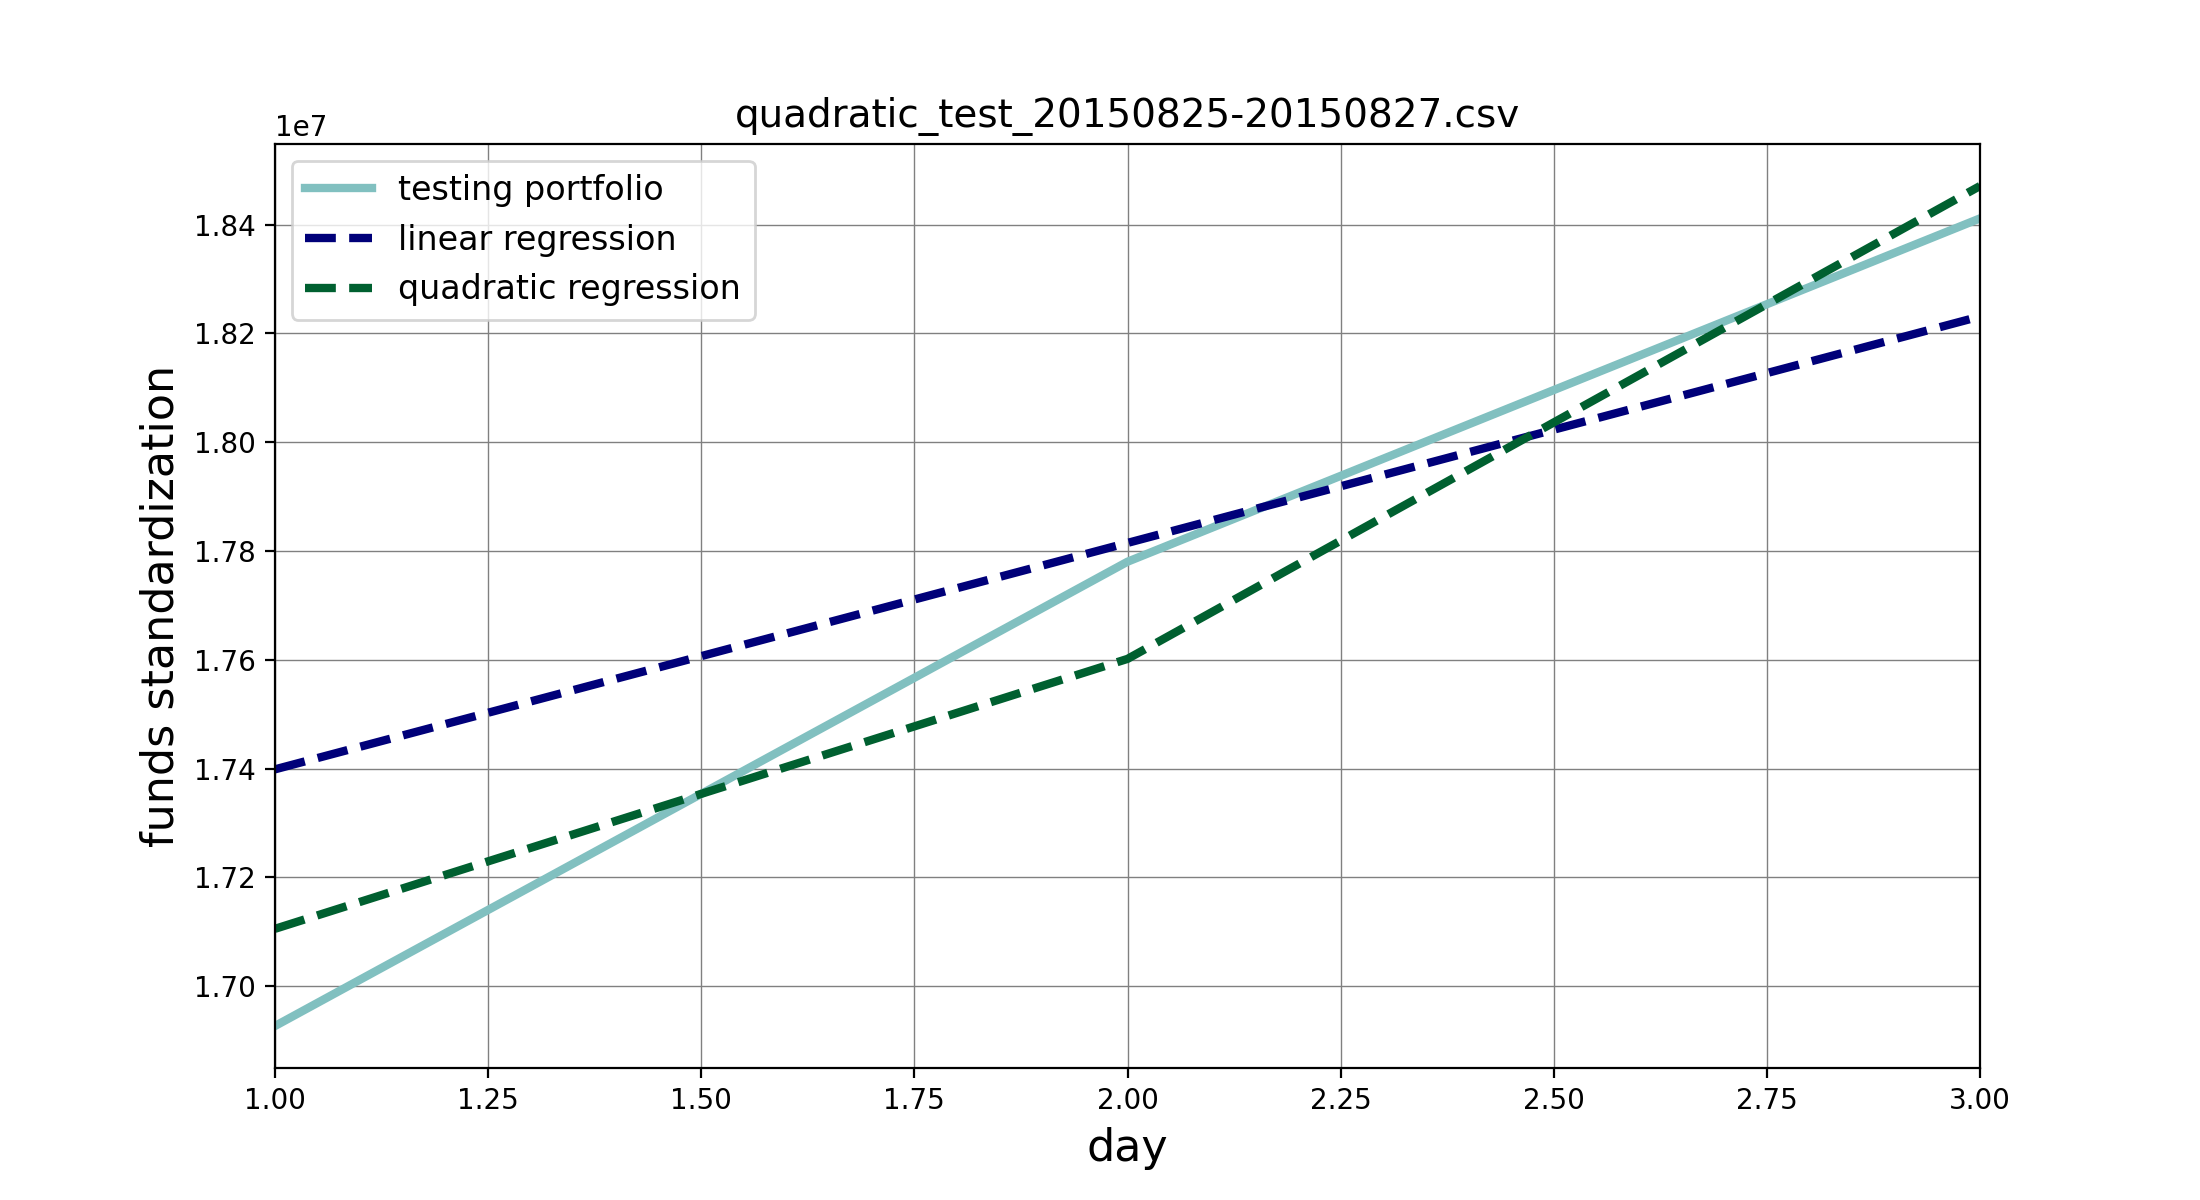 quadratic_test_20150825-20150827.csv
1e7
testing portfolio
linear regression
quadratic regression
funds standardization
1.84
1.82
1.80
1.78
1.76
1.74
1.72
1.70
1.00 1.25 1.50 1.75 2.00 2.25 2.50 2.75 3.00
day